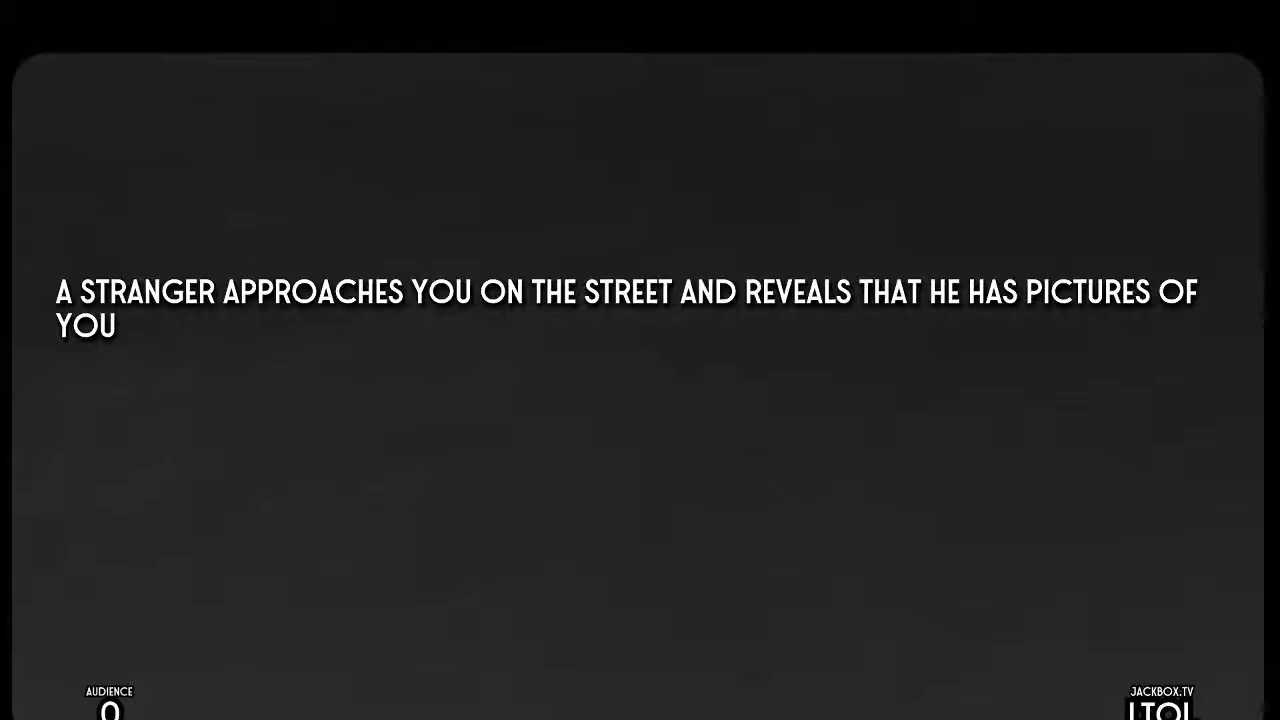 A STRANGER APPROACHES YOU ON THE STREET AND REVEALS THAT HE HAS PICTURES OF
YOU
AUDIENCE
0
JACKBOX.TV